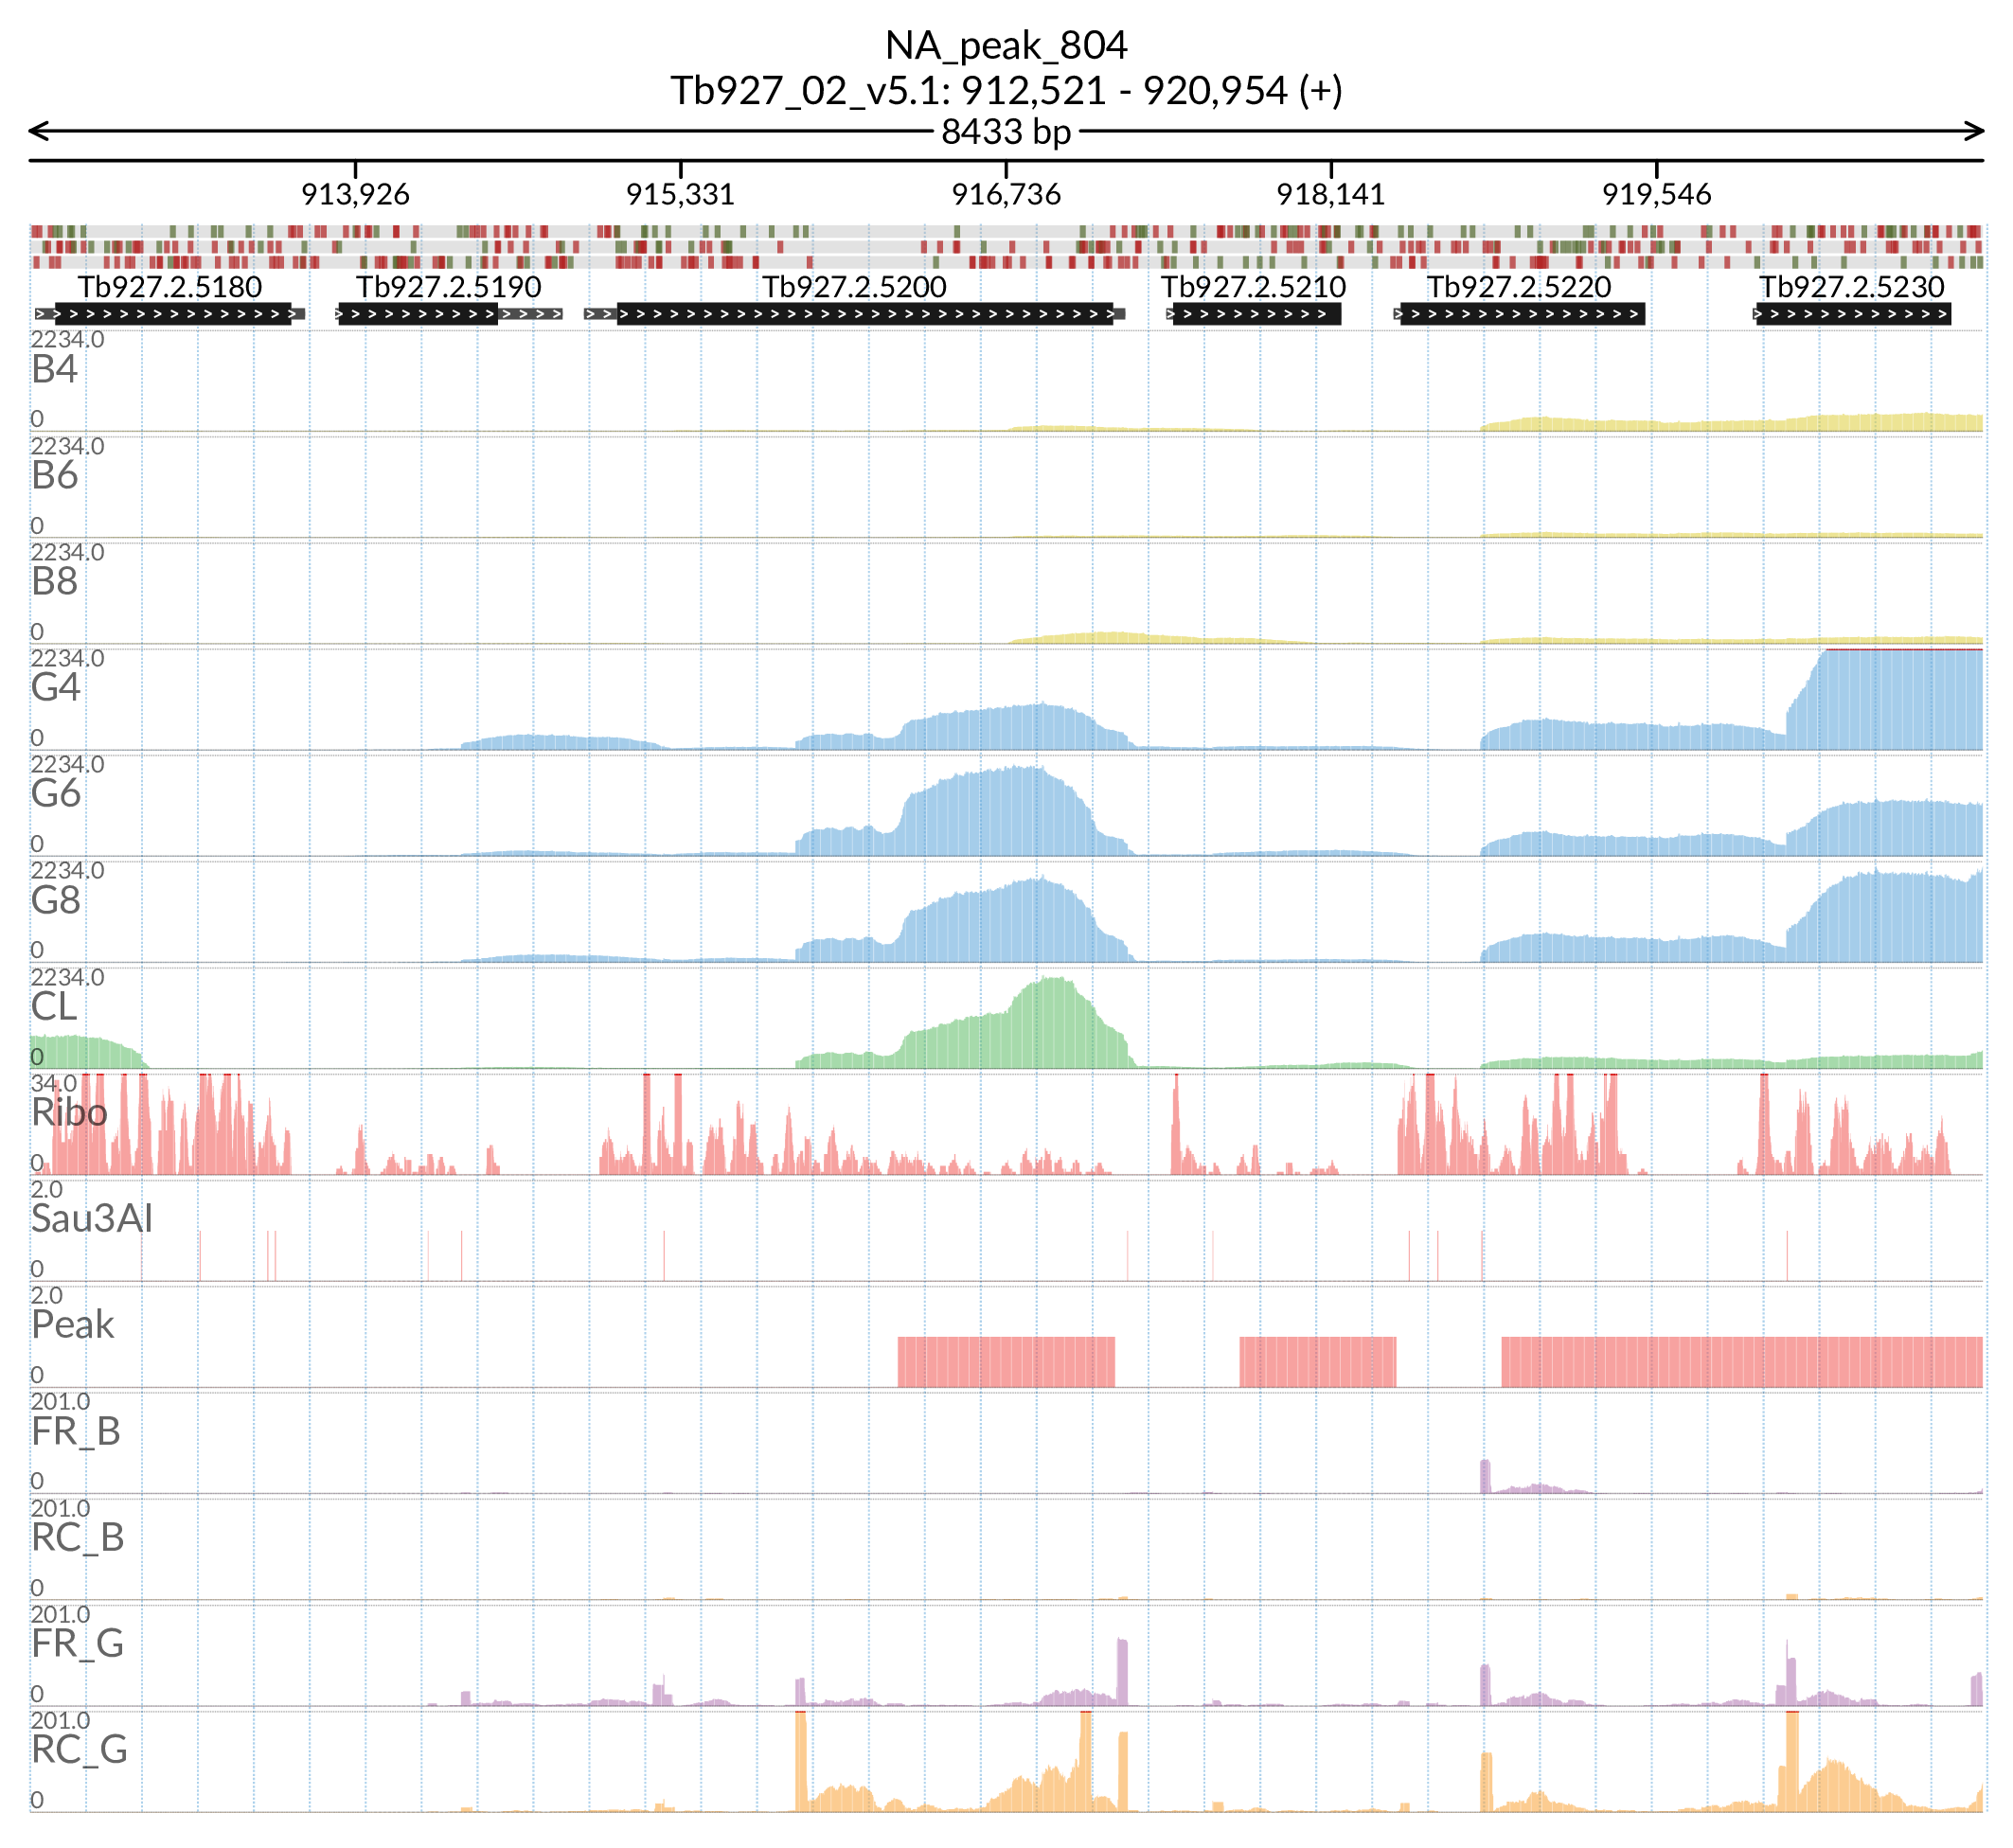 NA_peak_804
Tb927_02_v5.1: 912,521 - 920,954 (+)
8433 bp
913,926 915,331 916,736 918,141 919,546
Tb927.2.5180 Tb927.2.5190 Tb927.2.5200 Tb927.2.5210 Tb927.2.5220 Tb927.2.5230
2234.0
B4
0
2234.0
B6
0
2234.0
B8
0
2234.0
G4
0
2234.0
G6
0
2234.0
G8
0
2234.0
CL
0
34.0
Ribo
0
2.0
Sau3AI
0
2.0
Peak
0
201.0
FR_B
0
201.0
RC_B
0
201.0
FR_G
0
201.0
RC_G
0